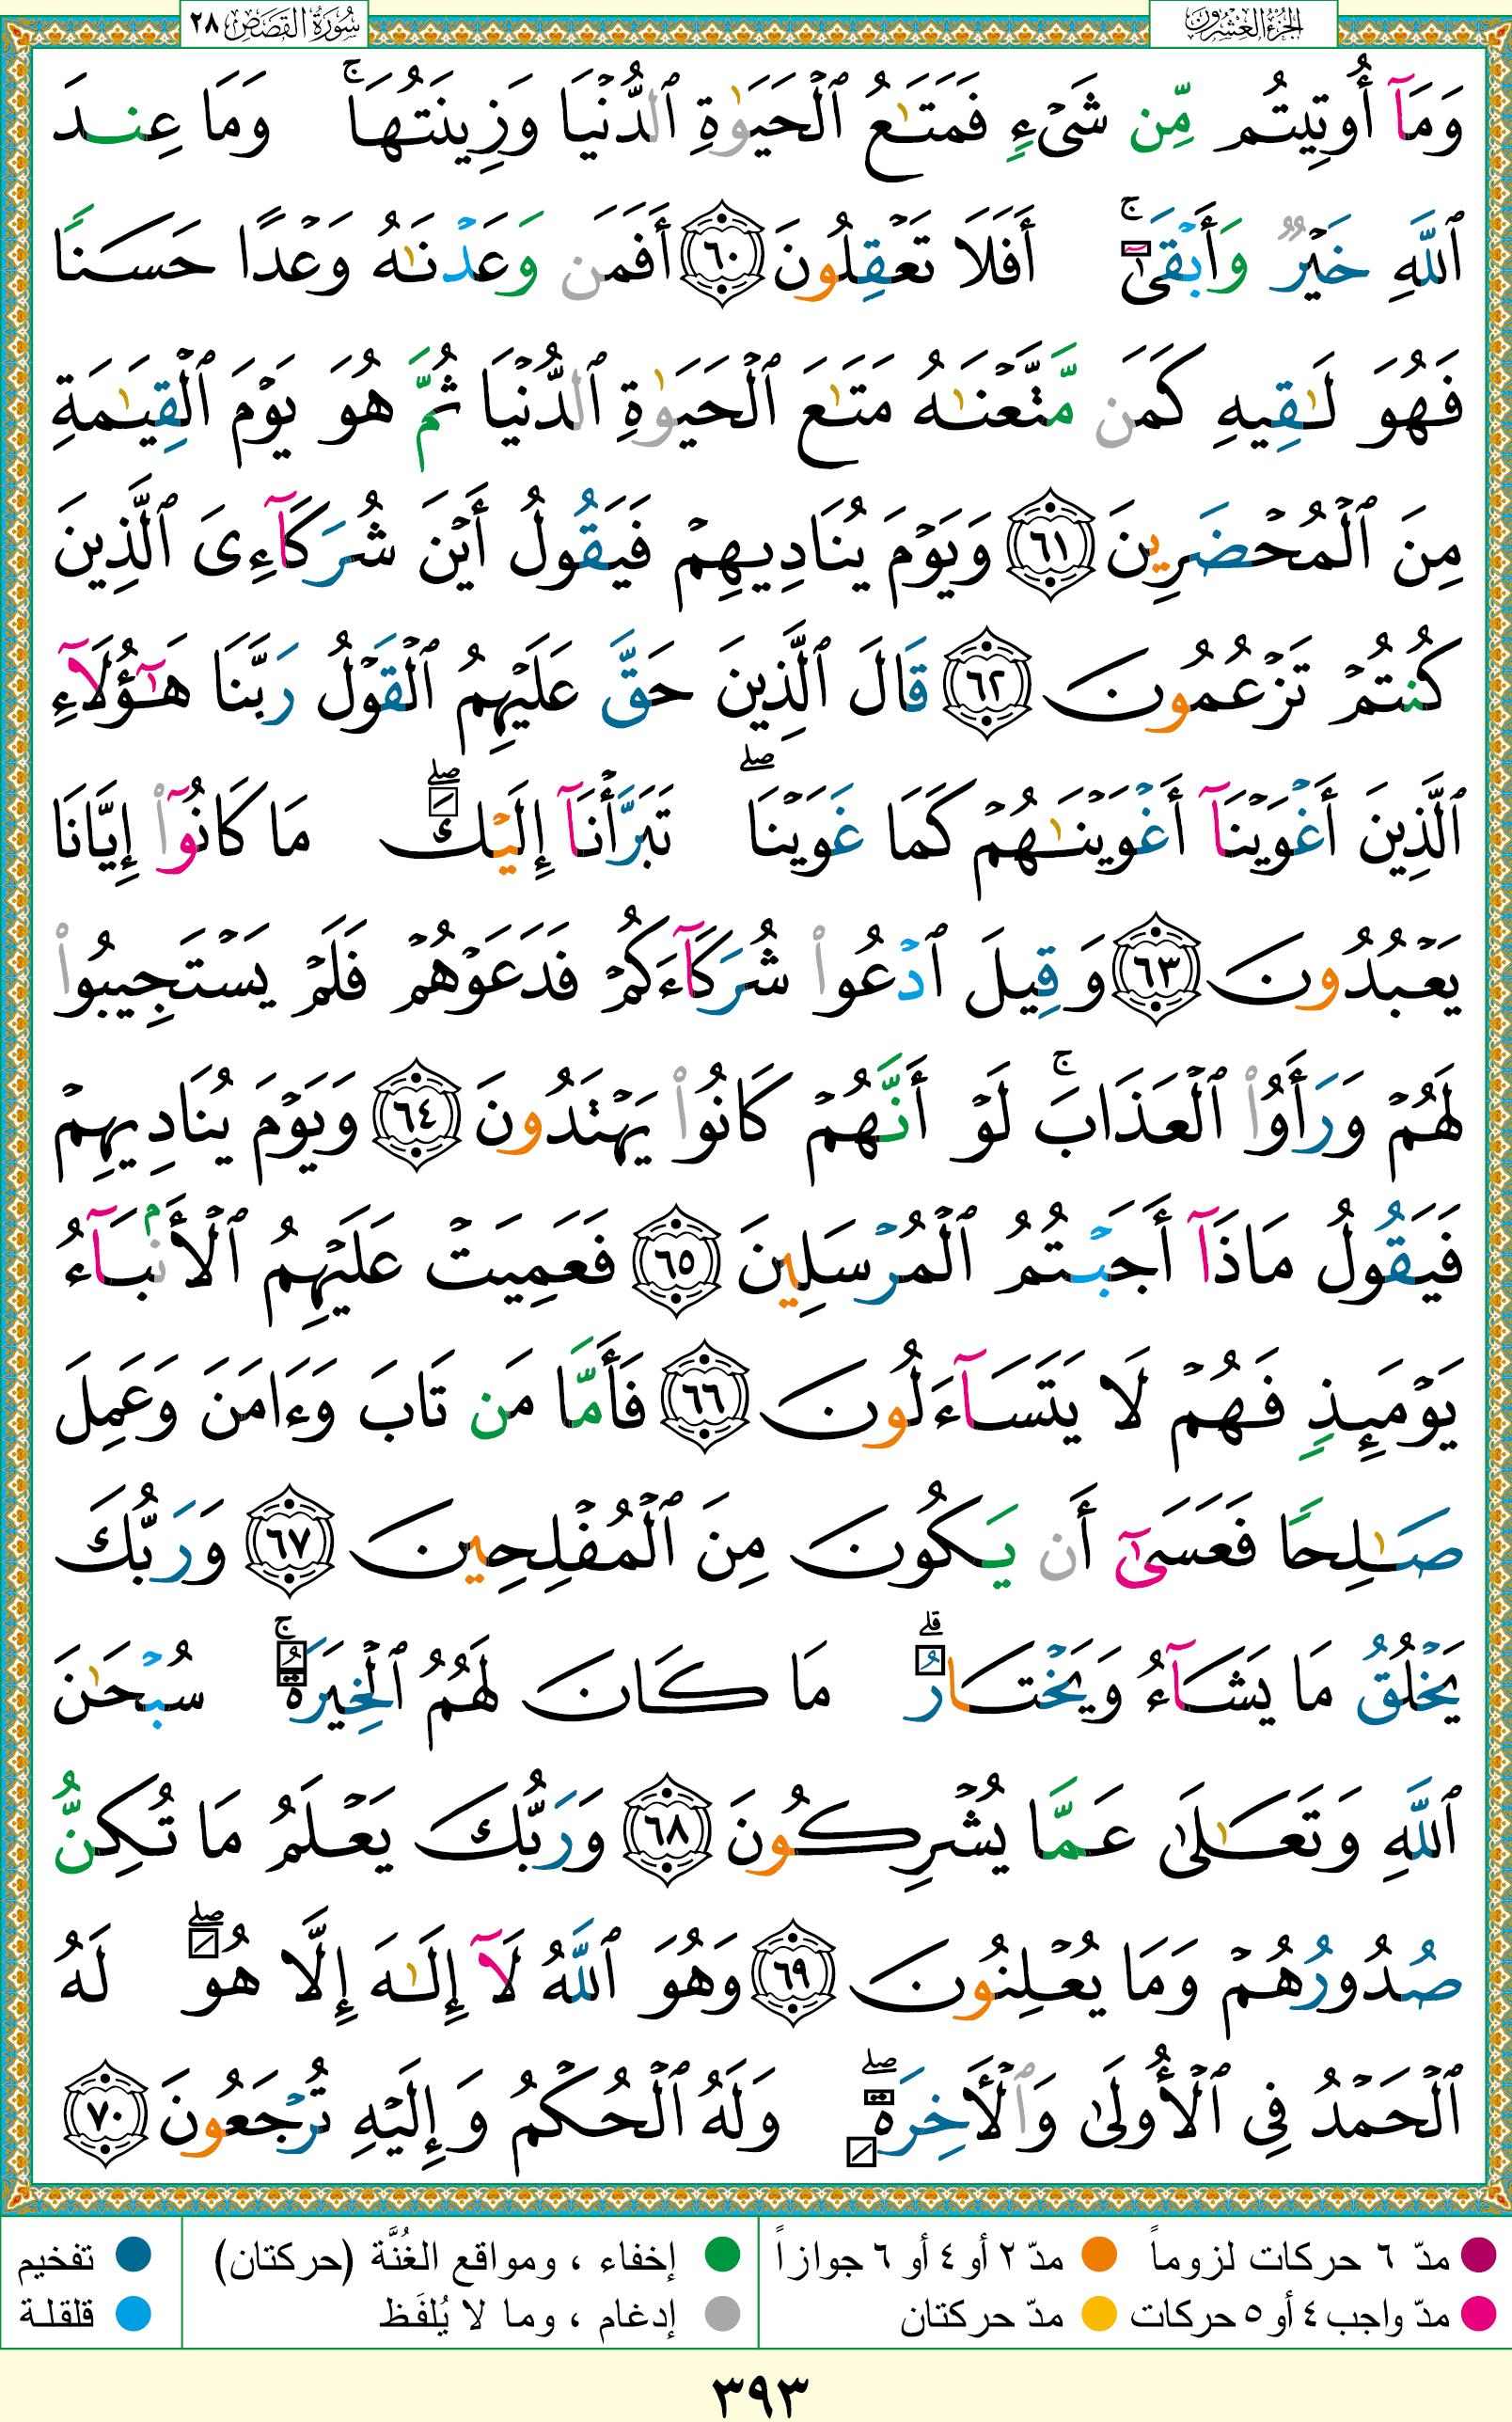 الجزء العشرون
سورة القصص ٢٨
وَمَآ أُوتِيتُم مِّن شَىْءٍ فَمَتَٰعُ ٱلْحَيَوٰةِ ٱلدُّنْيَا وَزِينَتُهَا ۚ وَمَا عِندَ
ٱللَّهِ خَيْرٌ وَأَبْقَىٰٓ ۚ أَفَلَا تَعْقِلُونَ ٦٠ أَفَمَن وَعَدْنَٰهُ وَعْدًا حَسَنًا
فَهُوَ لَٰقِيهِ كَمَن مَّتَّعْنَٰهُ مَتَٰعَ ٱلْحَيَوٰةِ ٱلدُّنْيَا ثُمَّ هُوَ يَوْمَ ٱلْقِيَٰمَةِ
مِنَ ٱلْمُحْضَرِينَ ٦١ وَيَوْمَ يُنَادِيهِمْ فَيَقُولُ أَيْنَ شُرَكَآءِىَ ٱلَّذِينَ
كُنتُمْ تَزْعُمُونَ ٦٢ قَالَ ٱلَّذِينَ حَقَّ عَلَيْهِمُ ٱلْقَوْلُ رَبَّنَا هَٰٓؤُلَآءِ
ٱلَّذِينَ أَغْوَيْنَآ أَغْوَيْنَٰهُمْ كَمَا غَوَيْنَا ۖ تَبَرَّأْنَآ إِلَيْكَ ۖ مَا كَانُوٓا۟ إِيَّانَا
يَعْبُدُونَ ٦٣ وَقِيلَ ٱدْعُوا۟ شُرَكَآءَكُمْ فَدَعَوْهُمْ فَلَمْ يَسْتَجِيبُوا۟
لَهُمْ وَرَأَوُا۟ ٱلْعَذَابَ ۚ لَوْ أَنَّهُمْ كَانُوا۟ يَهْتَدُونَ ٦٤ وَيَوْمَ يُنَادِيهِمْ
فَيَقُولُ مَاذَآ أَجَبْتُمُ ٱلْمُرْسَلِينَ ٦٥ فَعَمِيَتْ عَلَيْهِمُ ٱلْأَنۢبَآءُ
يَوْمَئِذٍ فَهُمْ لَا يَتَسَآءَلُونَ ٦٦ فَأَمَّا مَن تَابَ وَءَامَنَ وَعَمِلَ
صَٰلِحًا فَعَسَىٰٓ أَن يَكُونَ مِنَ ٱلْمُفْلِحِينَ ٦٧ وَرَبُّكَ
يَخْلُقُ مَا يَشَآءُ وَيَخْتَارُ ۗ مَا كَانَ لَهُمُ ٱلْخِيَرَةُ ۚ سُبْحَٰنَ
ٱللَّهِ وَتَعَٰلَىٰ عَمَّا يُشْرِكُونَ ٦٨ وَرَبُّكَ يَعْلَمُ مَا تُكِنُّ
صُدُورُهُمْ وَمَا يُعْلِنُونَ ٦٩ وَهُوَ ٱللَّهُ لَآ إِلَٰهَ إِلَّا هُوَ ۖ لَهُ
ٱلْحَمْدُ فِى ٱلْأُولَىٰ وَٱلْءَاخِرَةِ ۖ وَلَهُ ٱلْحُكْمُ وَإِلَيْهِ تُرْجَعُونَ ٧٠
مدّ ٦ حركات لزوماً مدّ ٢ أو ٤ أو ٦ جوازاً إخفاء ، ومواقع الغُنَّة (حركتان) تفخيم
مدّ واجب ٤ أو ٥ حركات مدّ حركتان إدغام ، وما لا يُلفَظ قلقلة
٣٩٣